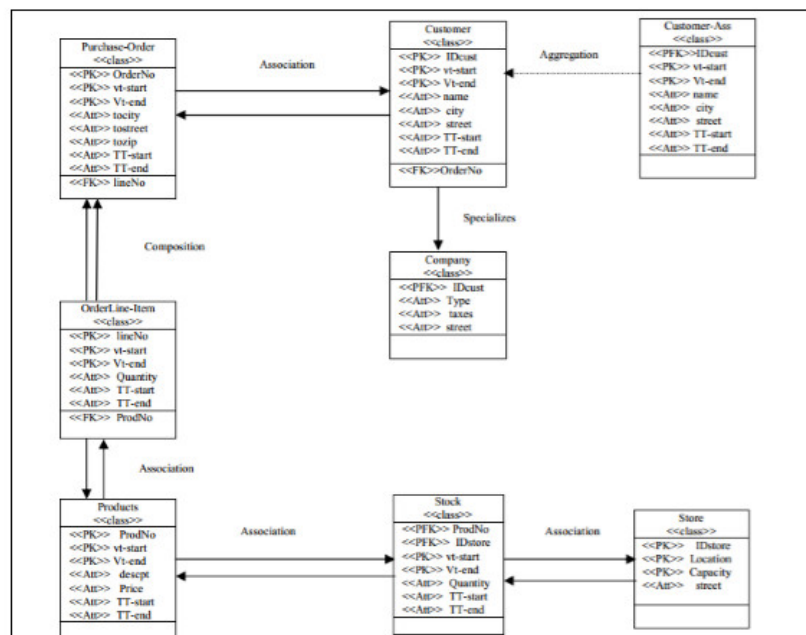 Purchase-Order
<<class>>
<<PK>> OrderNo
<<PK>> vt-start
<<PK>> Vt-end
<<Att>> tocity
<<Att>> tostreet
<<Att>> tozip
<<Att>> TT-start
<<Att>> TT-end
<<FK>> lineNo
Association
Customer
<<class>>
<<PK>> IDcust
<<PK>> vt-start
<<PK>> Vt-end
<<Att>> name
<<Att>> city
<<Att>> street
<<Att>> TT-start
<<Att>> TT-end
<<FK>>OrderNo
Aggregation
Customer-Ass
<<class>>
<<PFK>>IDcust
<<PK>> vt-start
<<PK>> Vt-end
<<Att>> name
<<Att>> city
<<Att>> street
<<Att>> TT-start
<<Att>> TT-end
Composition
Specializes
Company
<<class>>
<<PFK>> IDcust
<<Att>> Type
<<Att>> taxes
<<Att>> street
OrderLine-Item
<<class>>
<<PK>> lineNo
<<PK>> vt-start
<<PK>> Vt-end
<<Att>> Quantity
<<Att>> TT-start
<<Att>> TT-end
<<FK>> ProdNo
Association
Products
<<class>>
<<PK>> ProdNo
<<PK>> vt-start
<<PK>> Vt-end
<<Att>> descpt
<<Att>> Price
<<Att>> TT-start
<<Att>> TT-end
Association
Stock
<<class>>
<<PFK>> ProdNo
<<PFK>> IDstore
<<PK>> vt-start
<<PK>> Vt-end
<<Att>> Quantity
<<Att>> TT-start
<<Att>> TT-end
Association
Store
<<class>>
<<PK>> IDstore
<<PK>> Location
<<PK>> Capacity
<<Att>> street